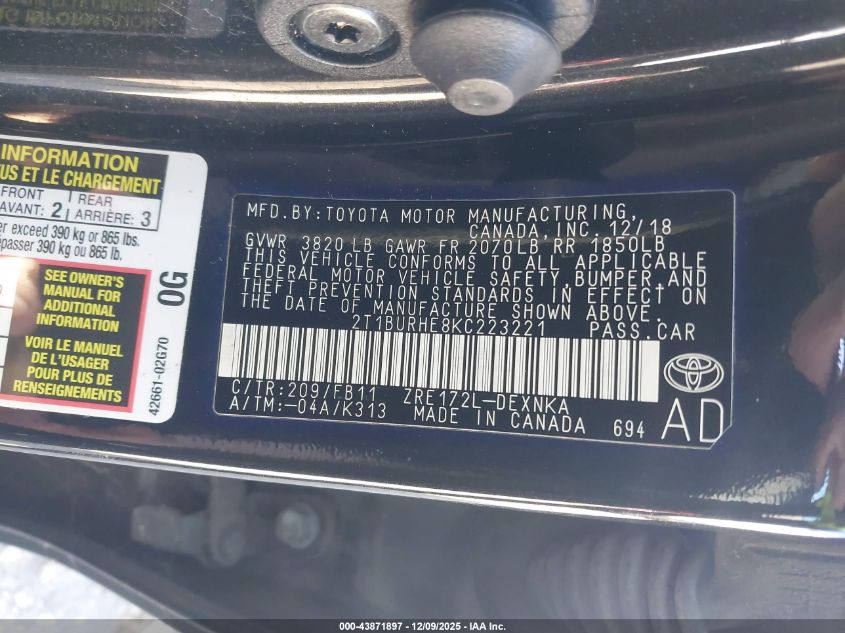 INFORMATION
TUS ET LE CHARGEMENT
FRONT
AVANT: 2
REAR
ARRIÈRE: 3
er exceed 390 kg or 865 lbs.
épasser 390 kg ou 865 lb.
SEE OWNER'S
MANUAL FOR
ADDITIONAL
INFORMATION
VOIR LE MANUEL
DE L'USAGER
POUR PLUS DE
RENSEIGNEMENTS
0G
42661-02G70
MFD.BY:TOYOTA MOTOR MANUFACTURING,
CANADA,INC. 12/18
GVWR 3820 LB GAWR FR 2070LB RR 1850LB
THIS VEHICLE CONFORMS TO ALL APPLICABLE
FEDERAL MOTOR VEHICLE SAFETY,BUMPER,AND
THEFT PREVENTION STANDARDS IN EFFECT ON
THE DATE OF MANUFACTURE SHOWN ABOVE.
2T1BURHE8KC223221 PASS.CAR
C/TR:209/FB11 ZRE172L-DEXNKA
A/TM:-04A/K313 MADE IN CANADA 694
AD
000-43871897 - 12/09/2025 - IAA Inc.